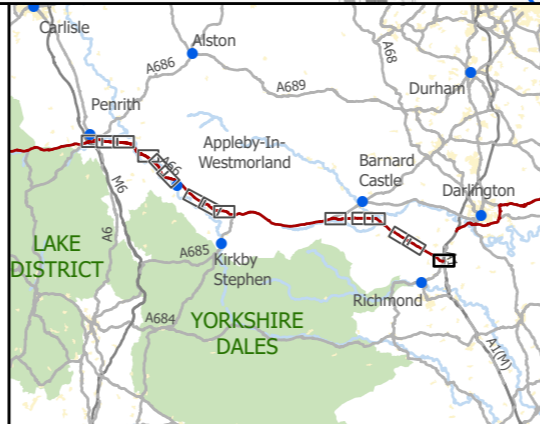 Carlisle
Alston
A68
A686
A689
Durham
Penrith
Appleby-In-
Westmorland
A66
Barnard
Castle
Darlington
M6
LAKE
DISTRICT
A6
A685
Kirkby
Stephen
Richmond
A684
YORKSHIRE
DALES
A1(M)